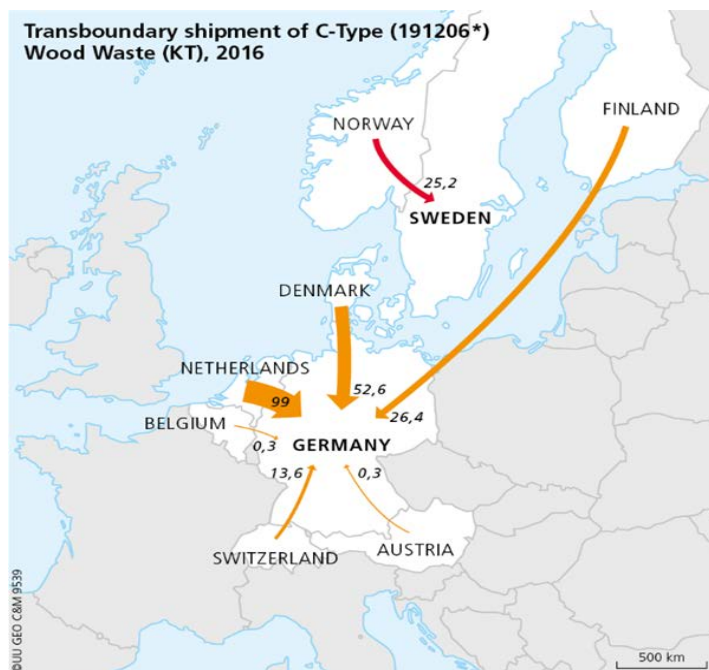 Transboundary shipment of C-Type (191206*)
Wood Waste (KT), 2016
FINLAND
NORWAY
25,2
SWEDEN
DENMARK
NETHERLANDS
99
52,6
26,4
BELGIUM
0,3
GERMANY
13,6
0,3
SWITZERLAND
AUSTRIA
500 km
DUU GEO C&M 9539